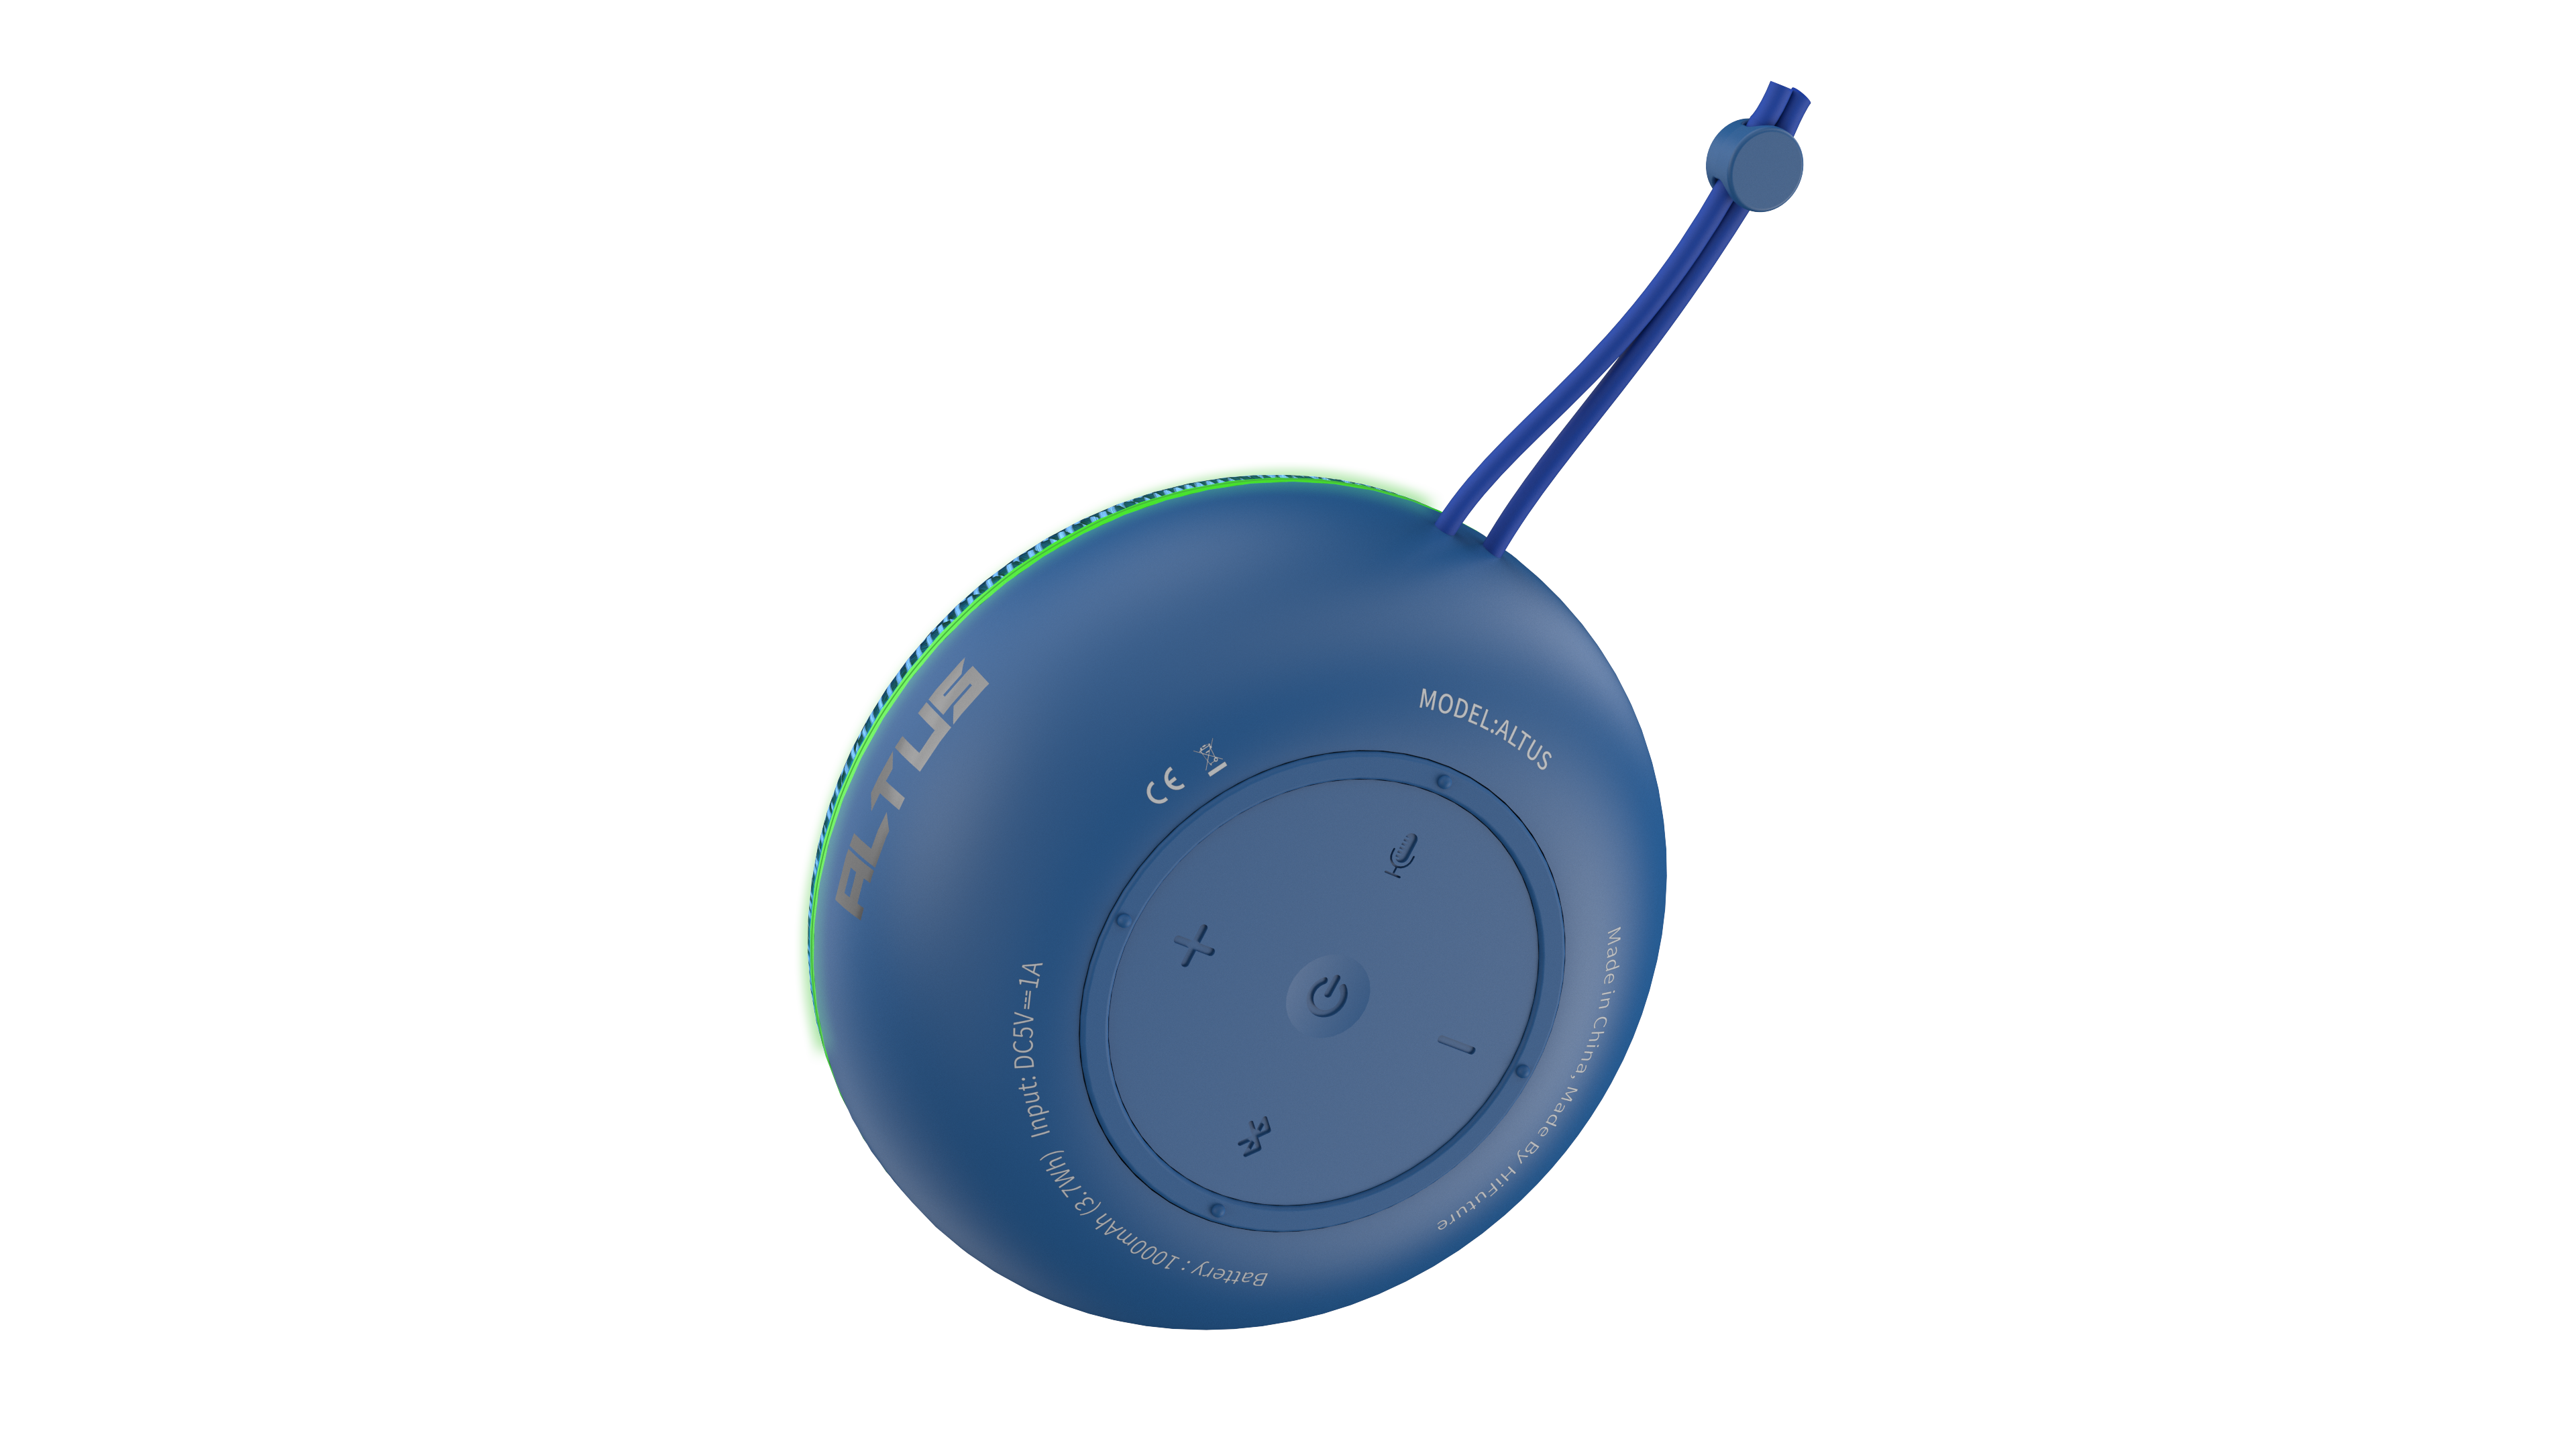 ALTUS
MODEL:ALTUS
CE
Battery : 1000mAh (3.7Wh) Input: DC5V⎓1A
Made in China, Made By HiFuture